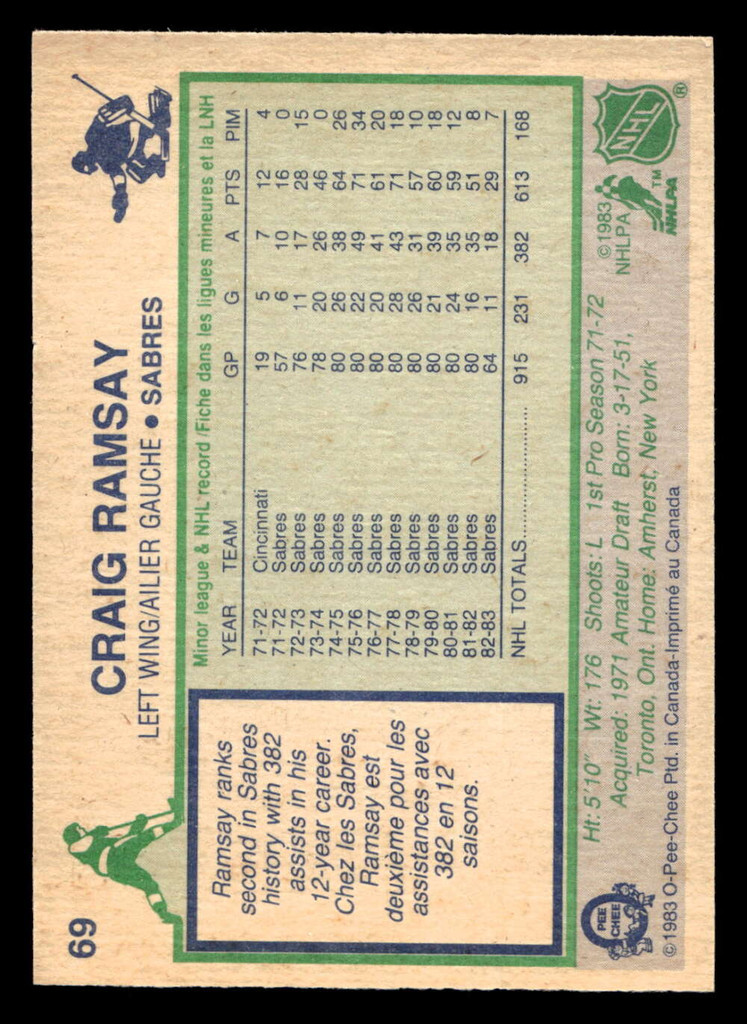 69
CRAIG RAMSAY
LEFT WING/AILIER GAUCHE • SABRES
Ramsay ranks
second in Sabres
history with 382
assists in his
12-year career.
Chez les Sabres,
Ramsay est
deuxième pour les
assistances avec
382 en 12
saisons.
Minor league & NHL record/Fiche dans les ligues mineures et la LNH
YEAR TEAM GP G A PTS PIM
71-72 Cincinnati 19 5 7 12 4
71-72 Sabres 57 6 10 16 0
72-73 Sabres 76 11 17 28 15
73-74 Sabres 78 20 26 46 0
74-75 Sabres 80 26 38 64 26
75-76 Sabres 80 22 49 71 34
76-77 Sabres 80 20 41 61 20
77-78 Sabres 80 28 43 71 18
78-79 Sabres 80 26 31 57 10
79-80 Sabres 80 21 39 60 18
80-81 Sabres 80 24 35 59 12
81-82 Sabres 80 16 35 51 8
82-83 Sabres 64 11 18 29 7
NHL TOTALS.................... 915 231 382 613 168
Ht: 5'10" Wt: 176 Shoots: L 1st Pro Season 71-72
Acquired: 1971 Amateur Draft Born: 3-17-51,
Toronto, Ont. Home: Amherst, New York
O PEE CHEE
©1983 O-Pee-Chee Ptd. in Canada-Imprimé au Canada
©1983
NHLPA
NHLPA ™
NHL ®